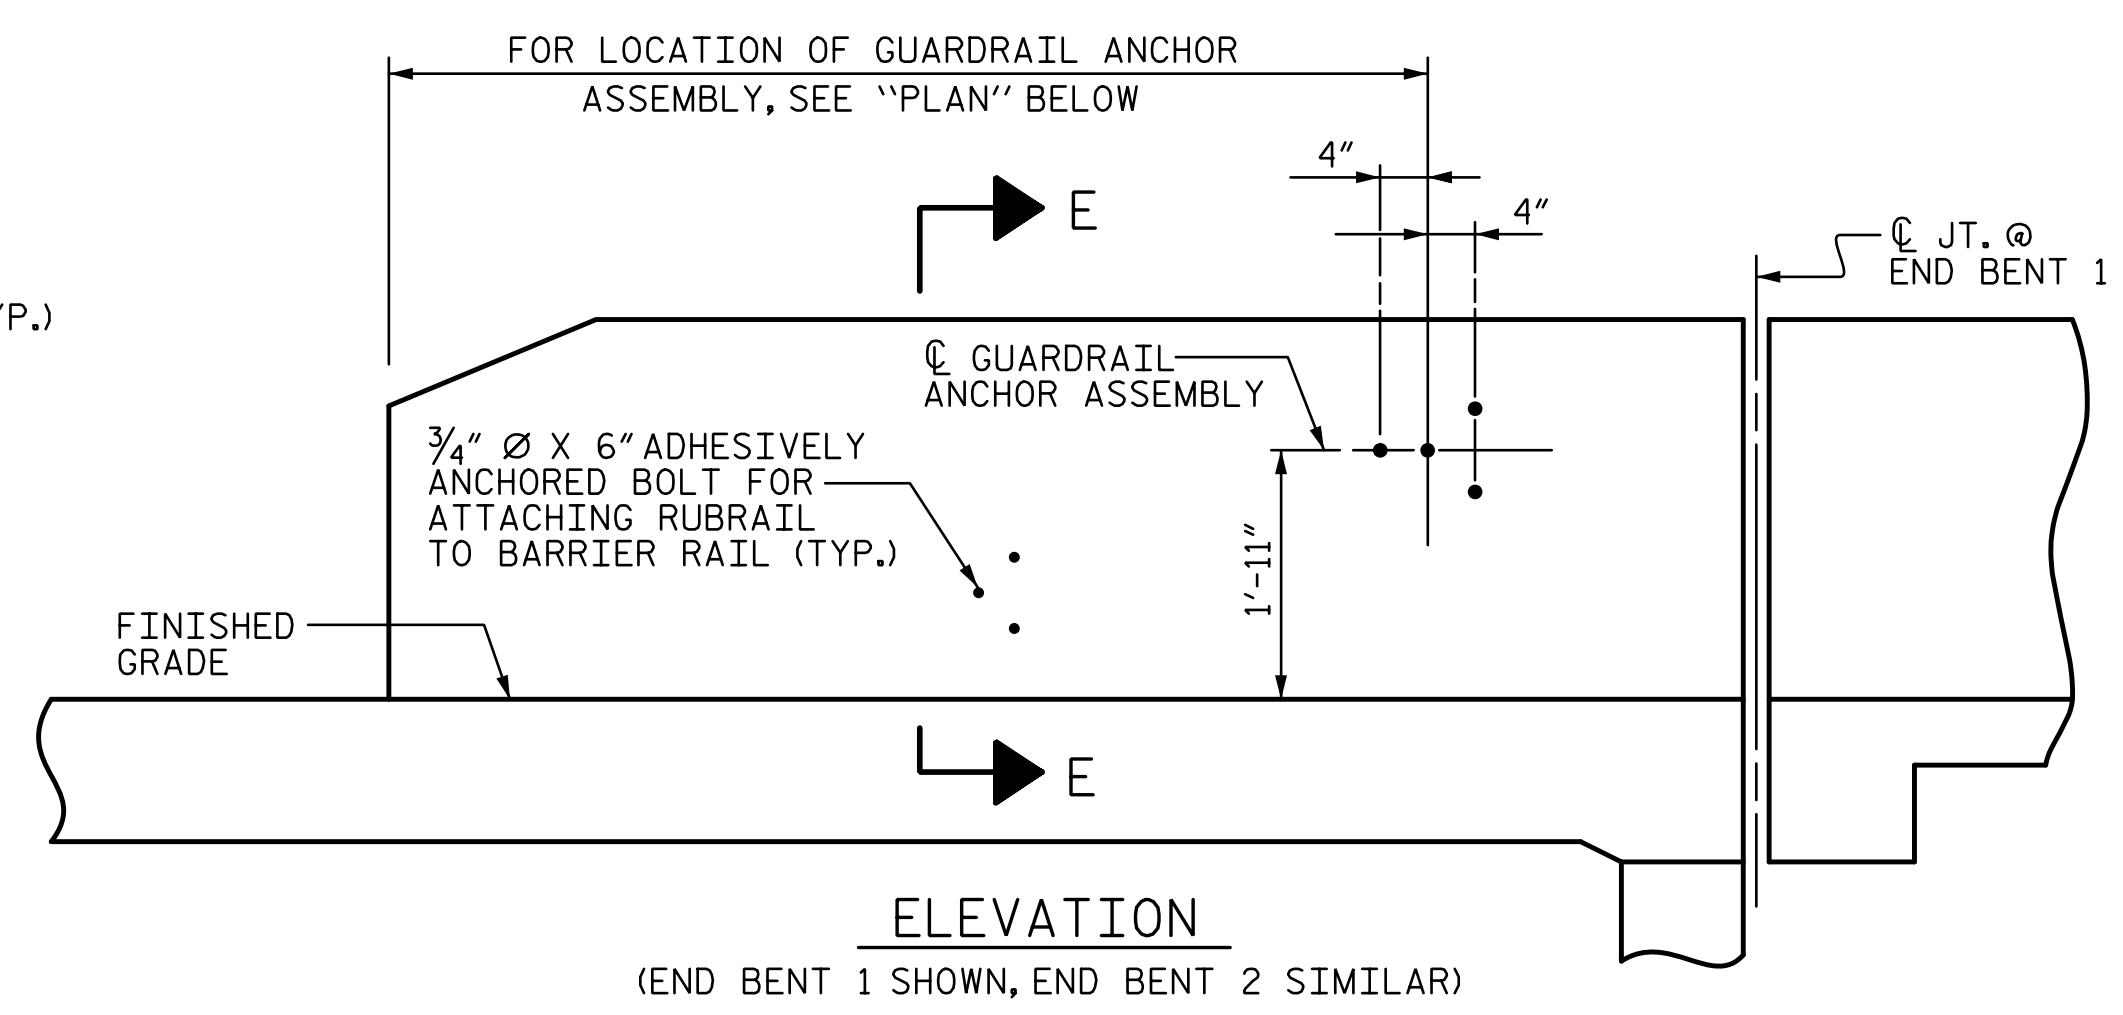 FOR LOCATION OF GUARDRAIL ANCHOR
ASSEMBLY, SEE "PLAN" BELOW
4"
4"
E
℄ JT. @
END BENT 1
P.)
℄ GUARDRAIL
ANCHOR ASSEMBLY
¾" Ø X 6" ADHESIVELY
ANCHORED BOLT FOR
ATTACHING RUBRAIL
TO BARRIER RAIL (TYP.)
1'-11"
FINISHED
GRADE
E
ELEVATION
(END BENT 1 SHOWN, END BENT 2 SIMILAR)